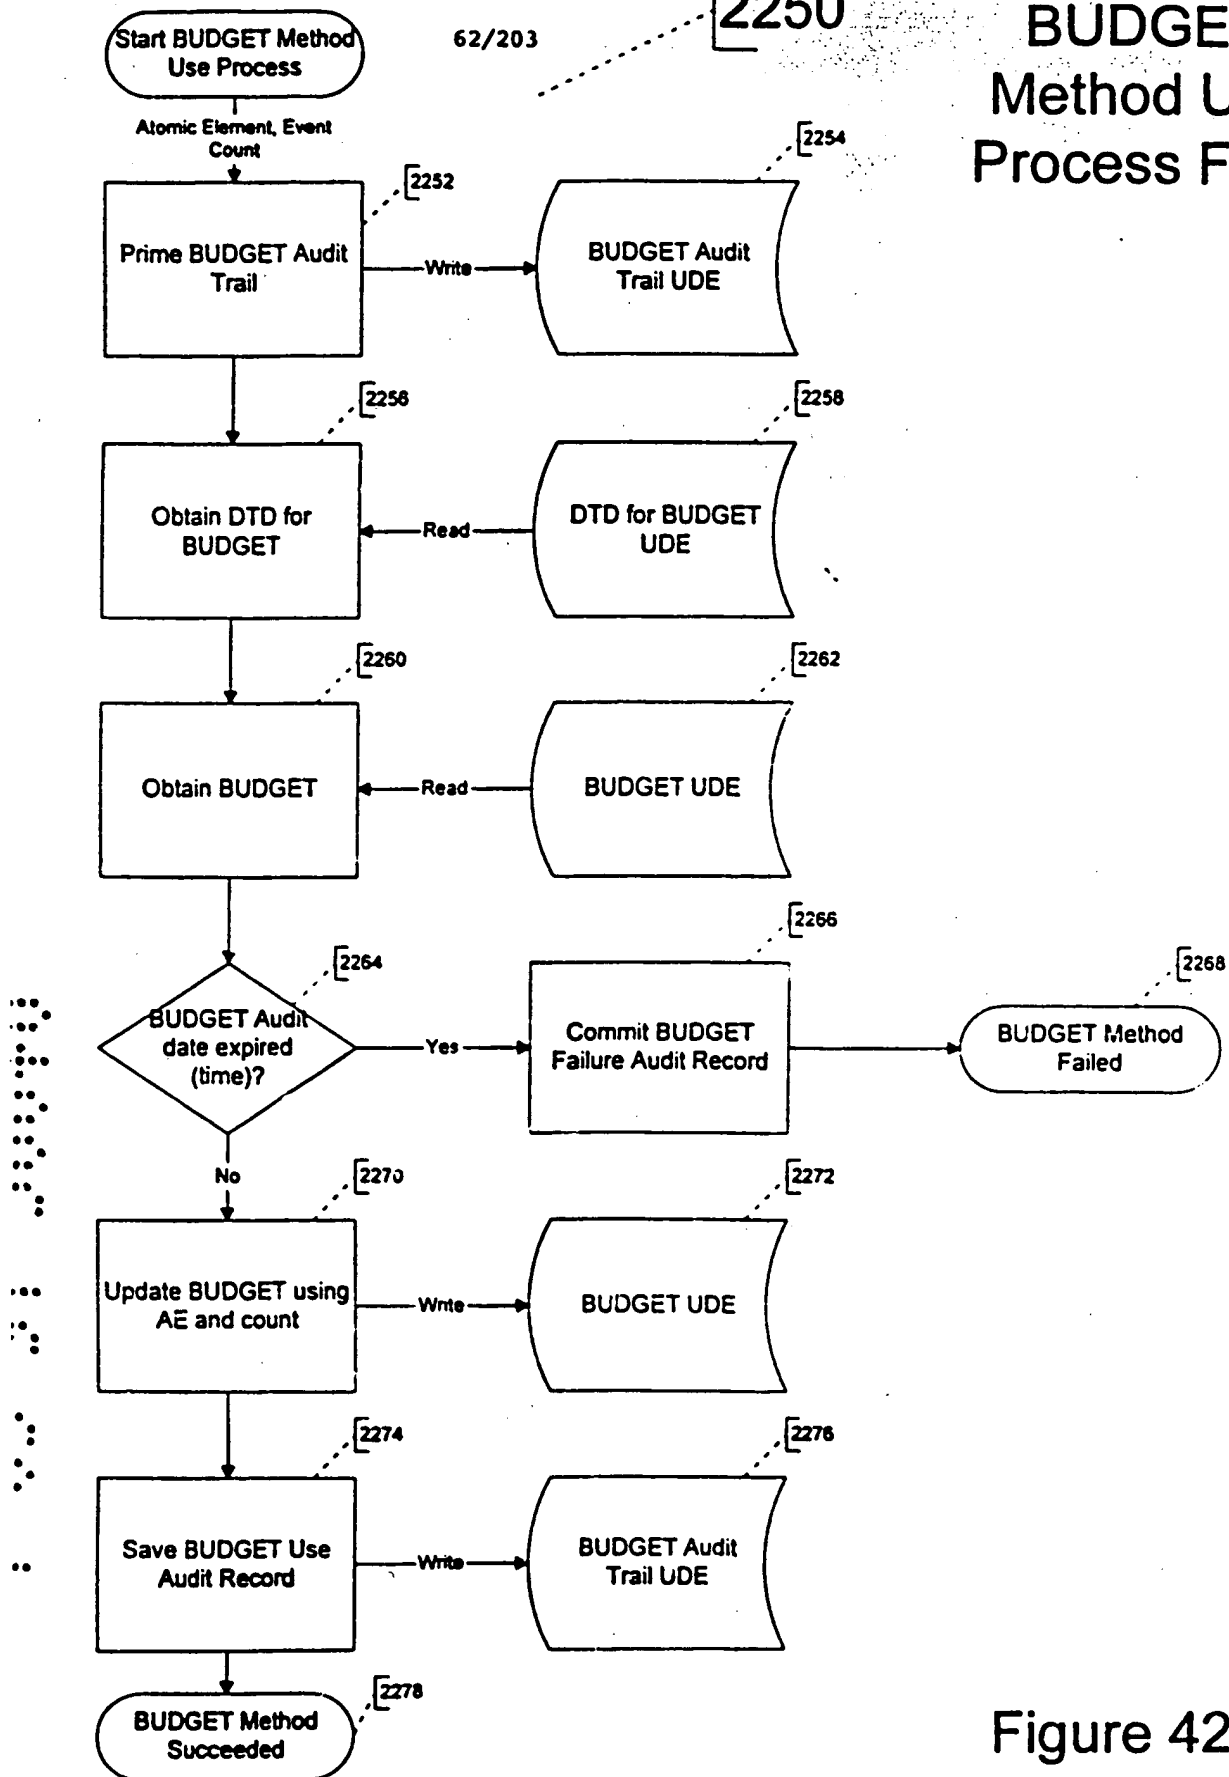 Start BUDGET Method
Use Process
62/203
2250
BUDGE
Method U
Process F
Atomic Element, Event
Count
2252
2254
Prime BUDGET Audit
Trail
Write
BUDGET Audit
Trail UDE
2256
2258
Obtain DTD for
BUDGET
Read
DTD for BUDGET
UDE
2260
2262
Obtain BUDGET
Read
BUDGET UDE
2264
2266
2268
BUDGET Audit
date expired
(time)?
Yes
Commit BUDGET
Failure Audit Record
BUDGET Method
Failed
No
2270
2272
Update BUDGET using
AE and count
Write
BUDGET UDE
2274
2276
Save BUDGET Use
Audit Record
Write
BUDGET Audit
Trail UDE
2278
BUDGET Method
Succeeded
Figure 42